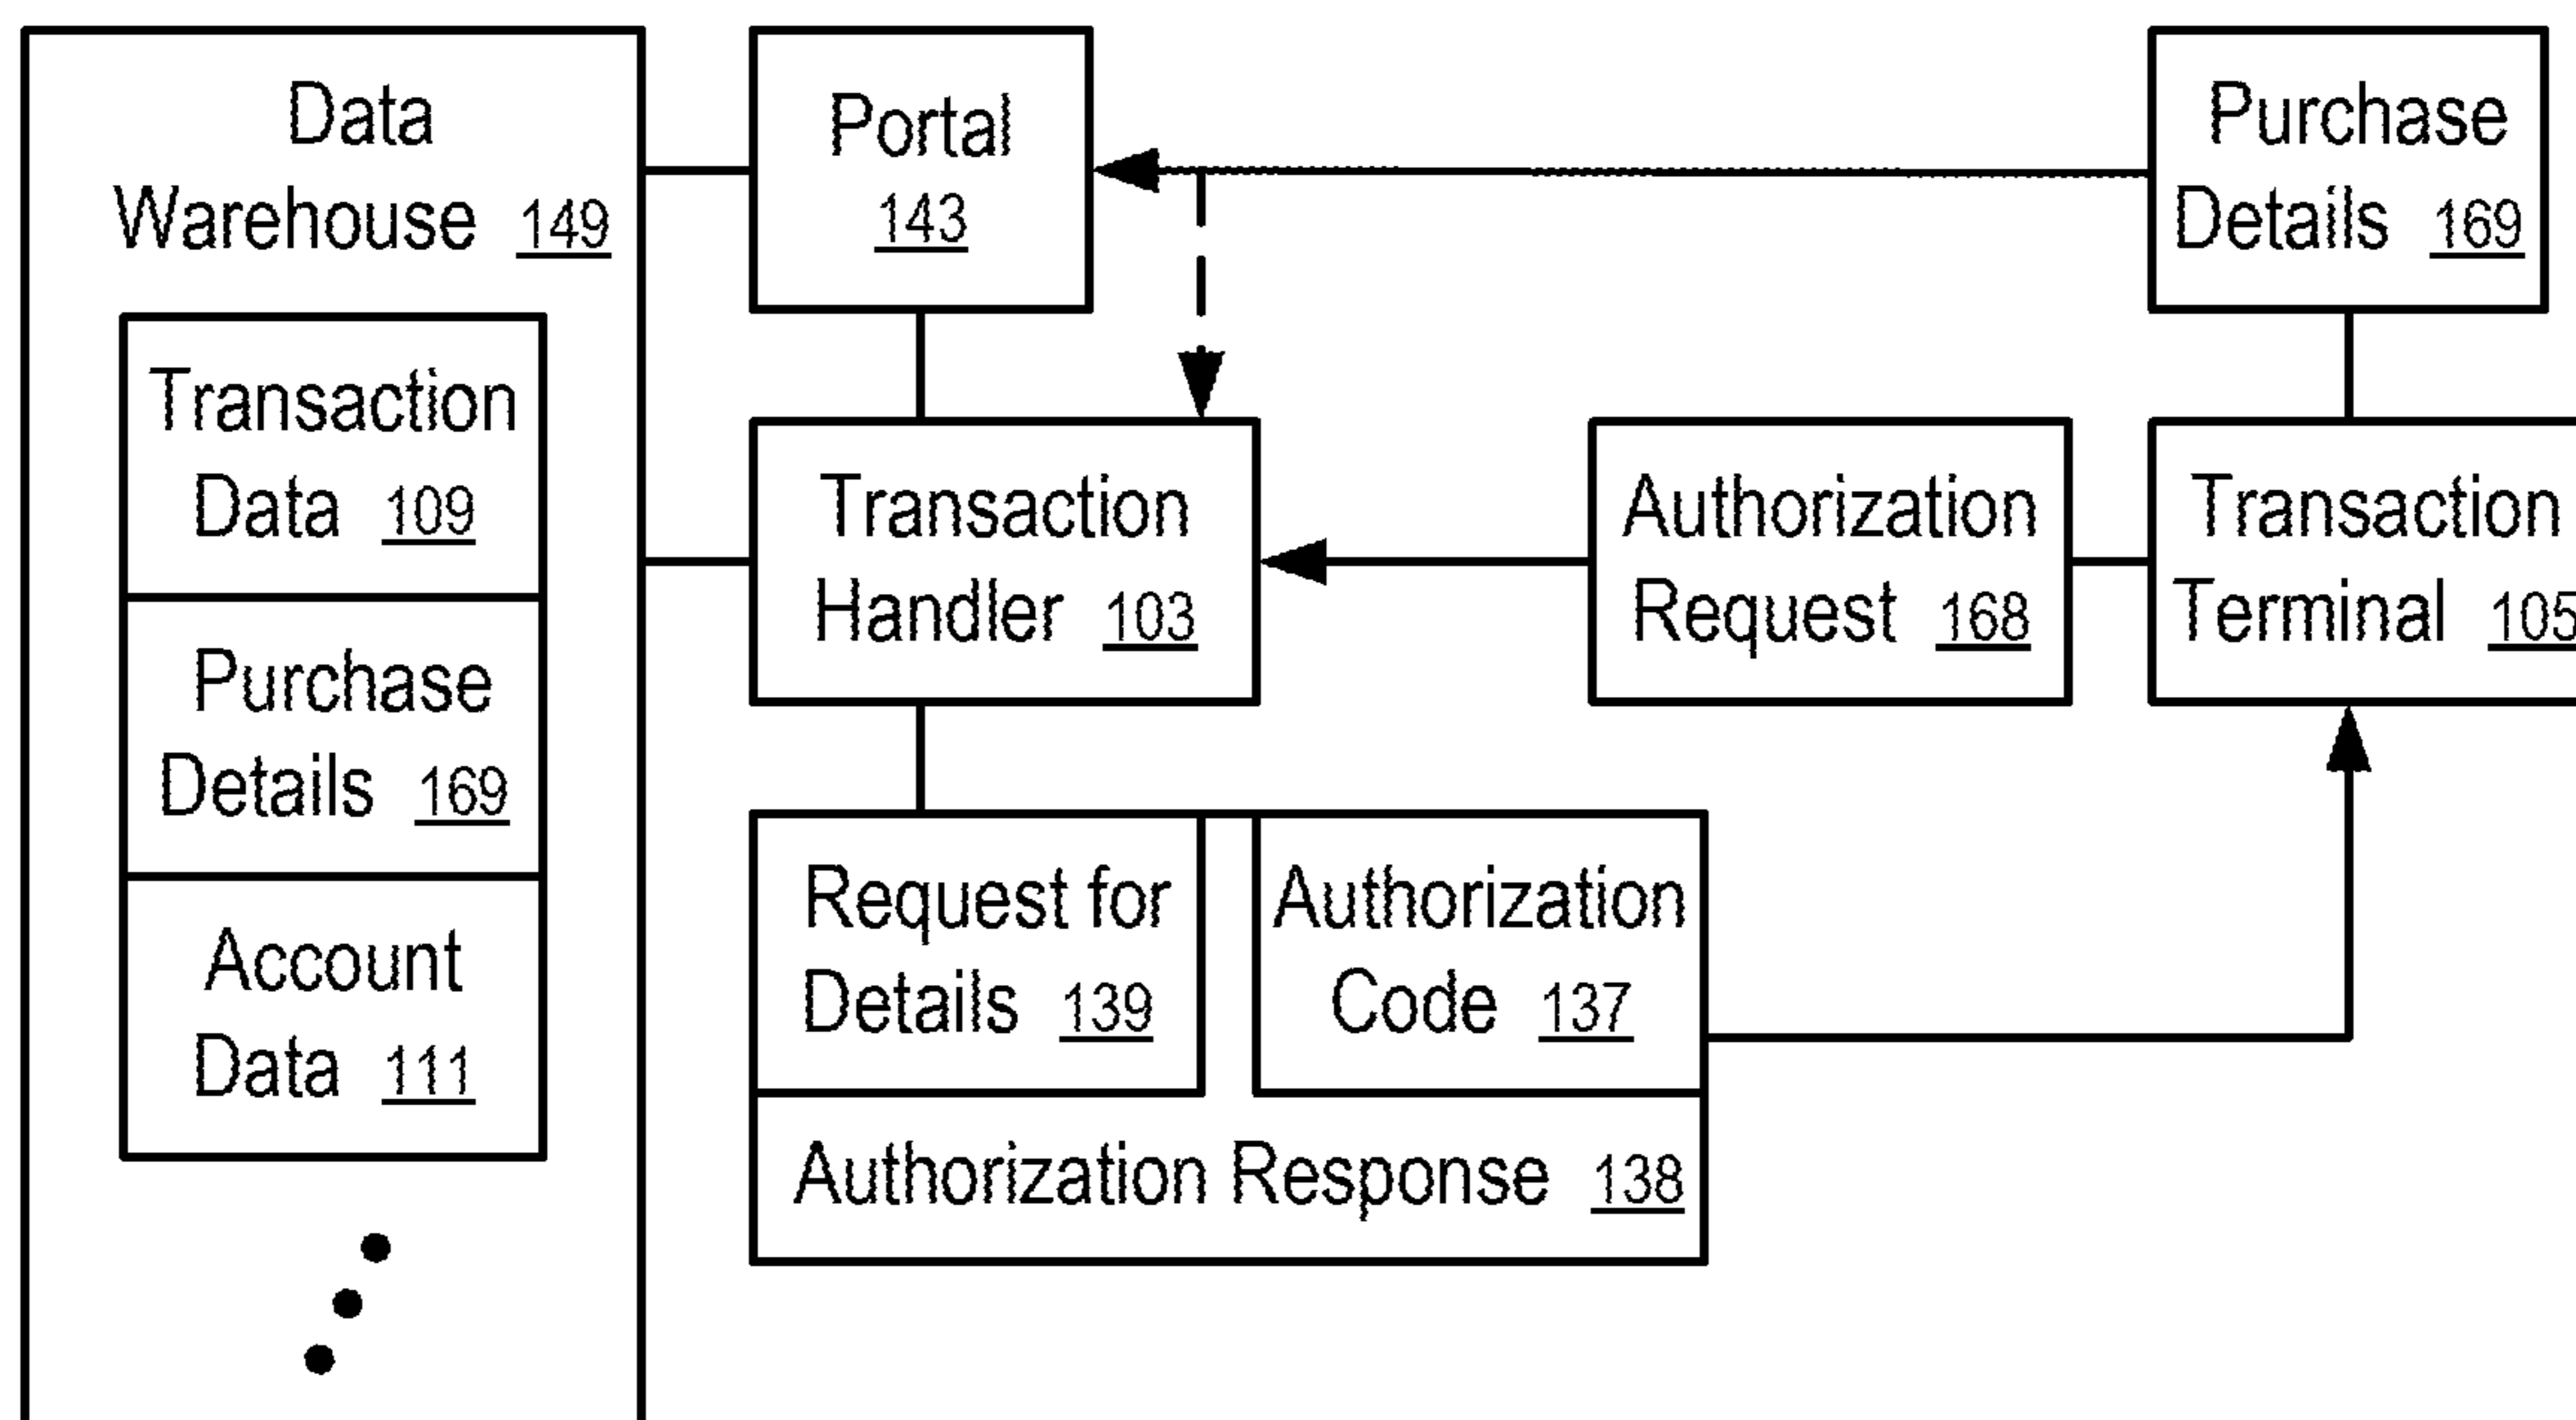 Data
Warehouse 149
Transaction
Data 109
Purchase
Details 169
Account
Data 111
Portal
143
Purchase
Details 169
Transaction
Handler 103
Authorization
Request 168
Transaction
Terminal 105
Request for
Details 139
Authorization
Code 137
Authorization Response 138